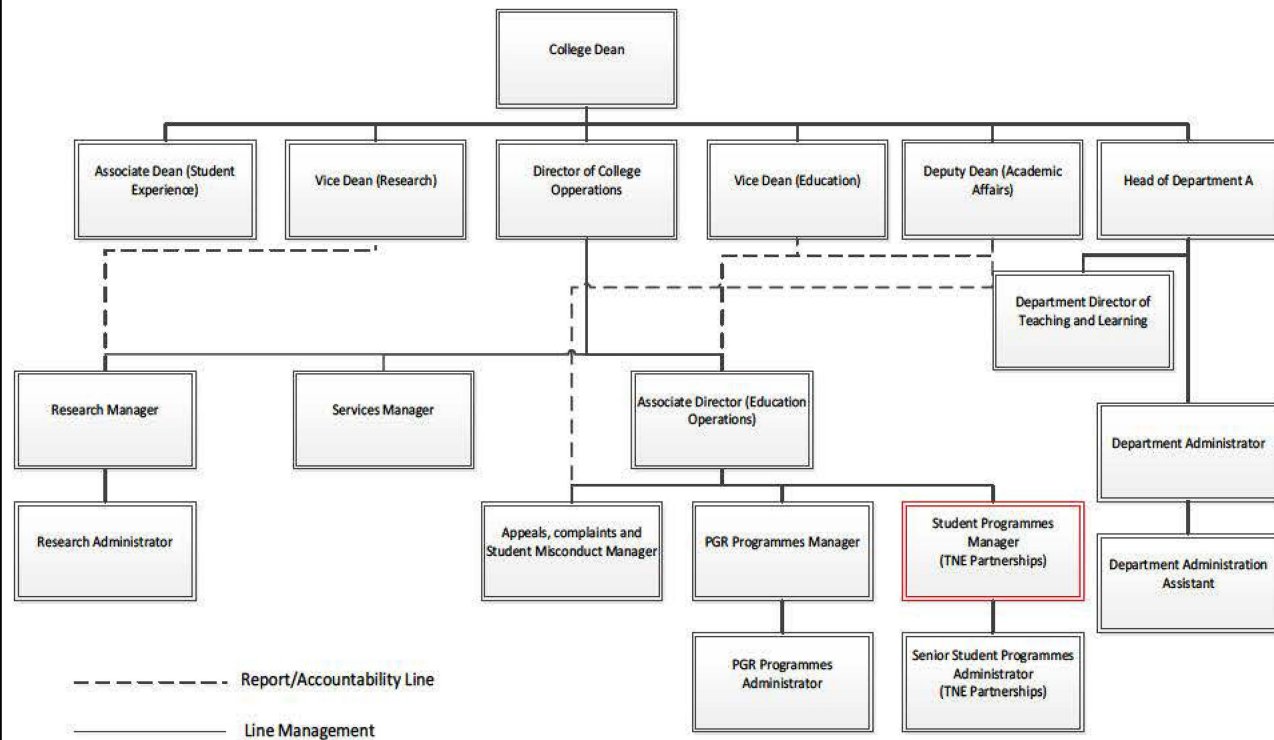 College Dean
Associate Dean (Student
Experience)
Vice Dean (Research)
Director of College
Opperations
Vice Dean (Education)
Deputy Dean (Academic
Affairs)
Head of Department A
Department Director of
Teaching and Learning
Research Manager
Services Manager
Associate Director (Education
Operations)
Department Administrator
Research Administrator
Appeals, complaints and
Student Misconduct Manager
PGR Programmes Manager
Student Programmes
Manager
(TNE Partnerships)
Department Administration
Assistant
PGR Programmes
Administrator
Senior Student Programmes
Administrator
(TNE Partnerships)
Report/Accountability Line
Line Management